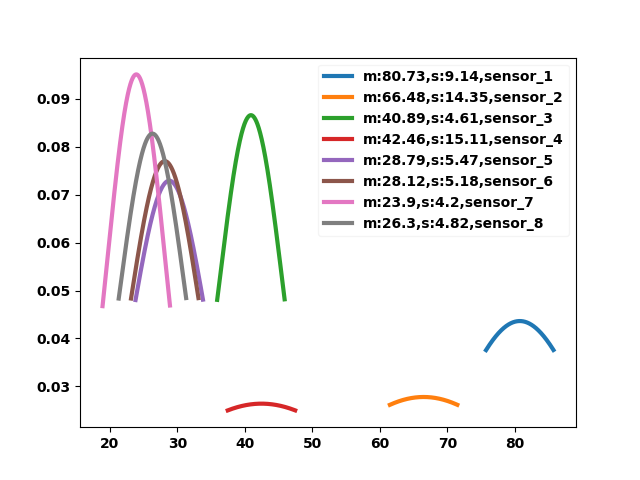 m:80.73,s:9.14,sensor_1
m:66.48,s:14.35,sensor_2
m:40.89,s:4.61,sensor_3
m:42.46,s:15.11,sensor_4
m:28.79,s:5.47,sensor_5
m:28.12,s:5.18,sensor_6
m:23.9,s:4.2,sensor_7
m:26.3,s:4.82,sensor_8
0.09
0.08
0.07
0.06
0.05
0.04
0.03
20 30 40 50 60 70 80